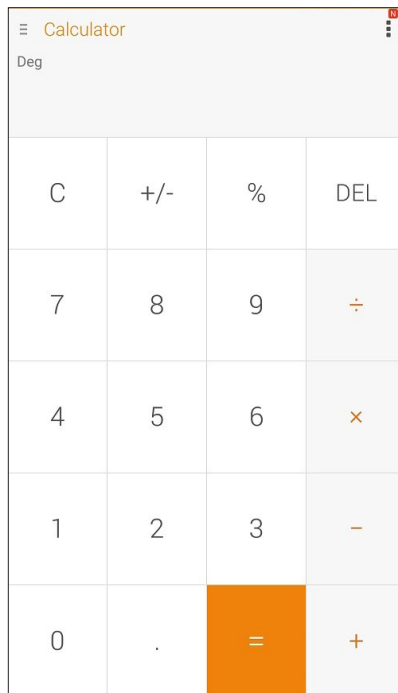 Calculator
N
Deg
C +/- % DEL
7 8 9 ÷
4 5 6 ×
1 2 3 −
0 . = +